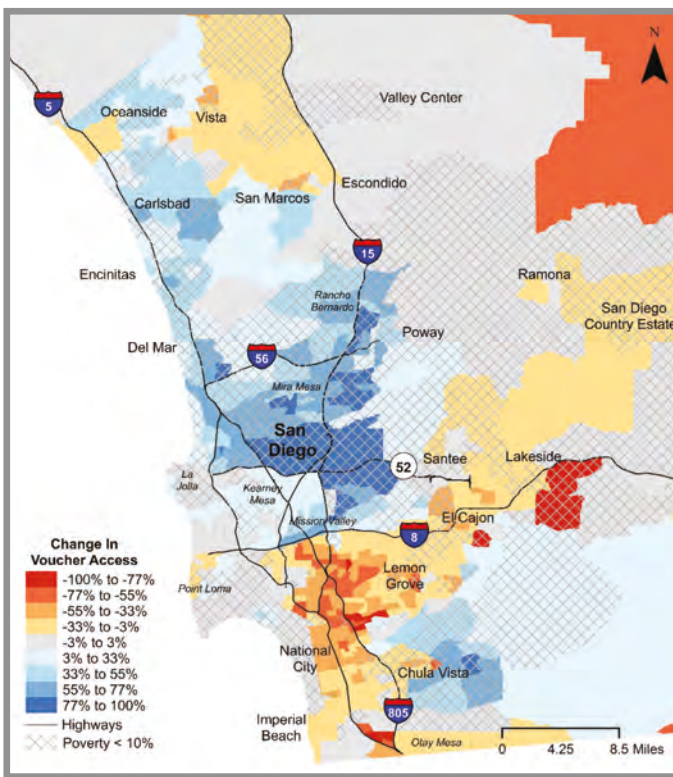 N
5
Oceanside
Vista
Valley Center
Escondido
Carlsbad
San Marcos
15
Encinitas
Rancho
Bernardo
Ramona
San Diego
Country Estate
Del Mar
56
Poway
Mira Mesa
San
Diego
52
Santee
Lakeside
La
Jolla
Kearney
Mesa
Mission Valley
8
El Cajon
Change In
Voucher Access
-100% to -77%
-77% to -55%
-55% to -33%
-33% to -3%
-3% to 3%
3% to 33%
33% to 55%
55% to 77%
77% to 100%
Highways
Poverty < 10%
Point Loma
Lemon
Grove
National
City
Chula Vista
Imperial
Beach
805
Otay Mesa
0 4.25 8.5 Miles